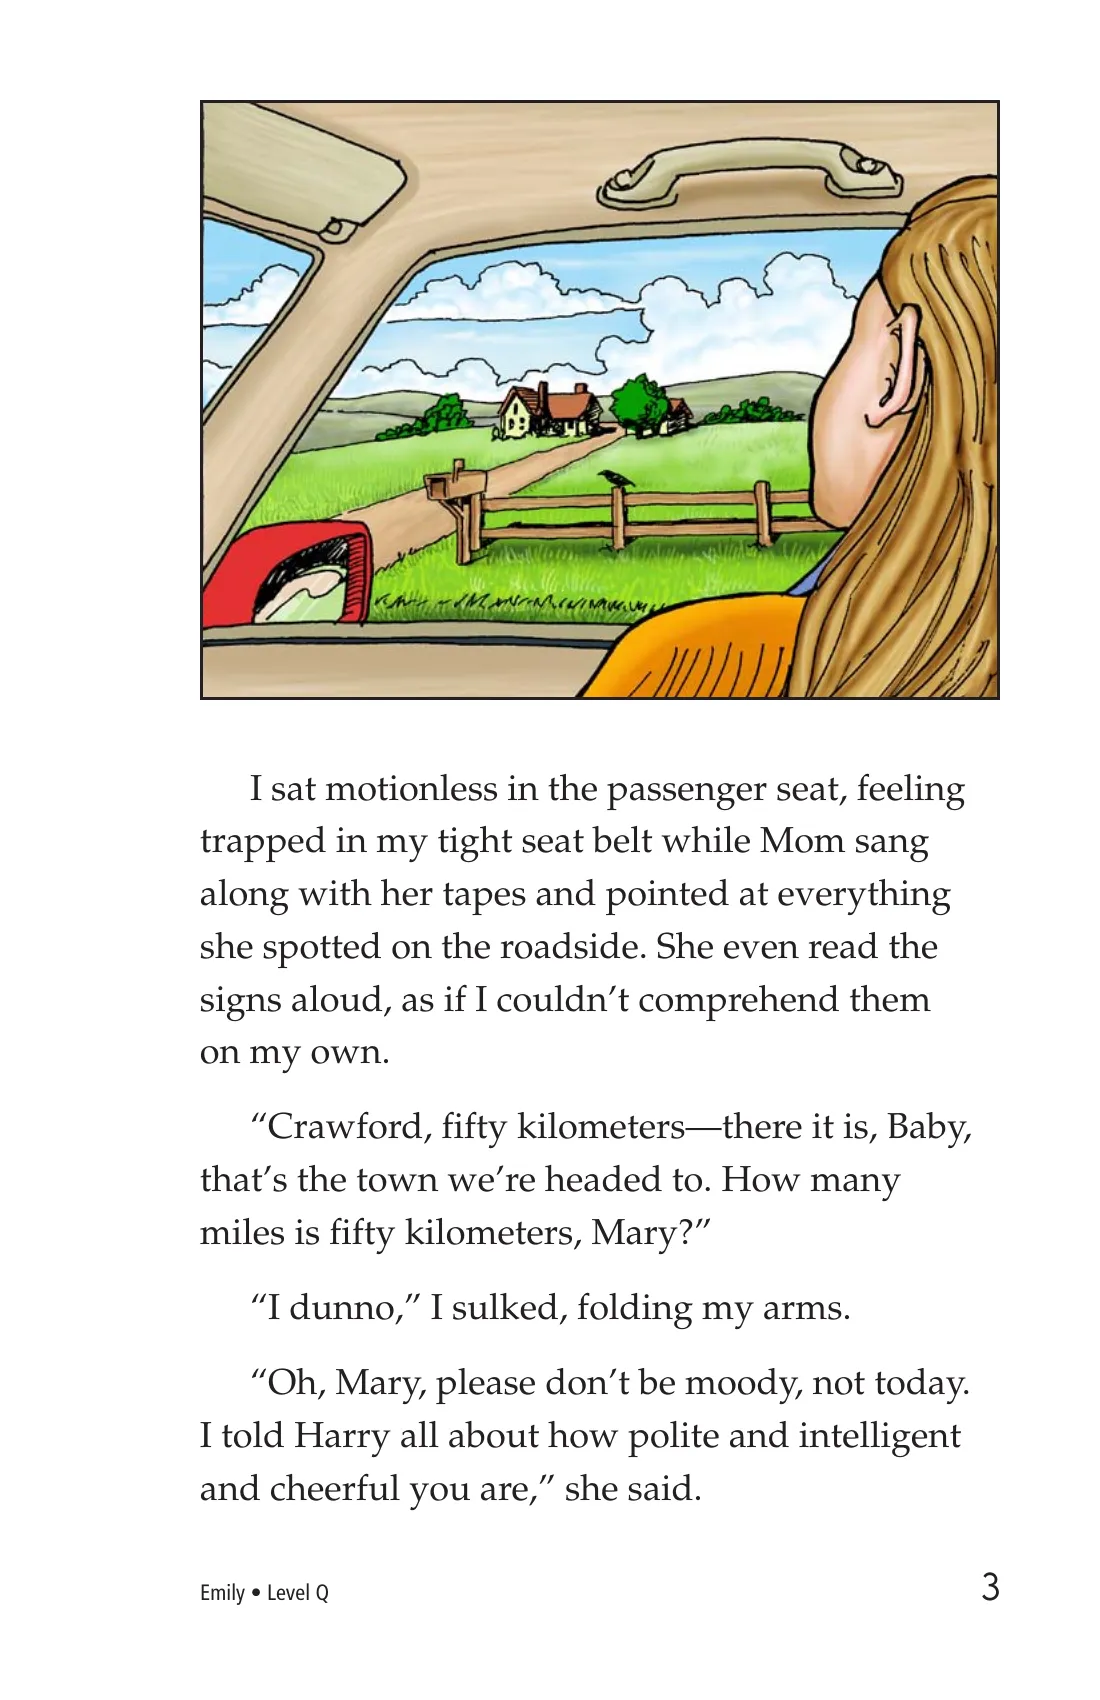 I sat motionless in the passenger seat, feeling
trapped in my tight seat belt while Mom sang
along with her tapes and pointed at everything
she spotted on the roadside. She even read the
signs aloud, as if I couldn’t comprehend them
on my own.
“Crawford, fifty kilometers—there it is, Baby,
that’s the town we’re headed to. How many
miles is fifty kilometers, Mary?”
“I dunno,” I sulked, folding my arms.
“Oh, Mary, please don’t be moody, not today.
I told Harry all about how polite and intelligent
and cheerful you are,” she said.
Emily • Level Q
3